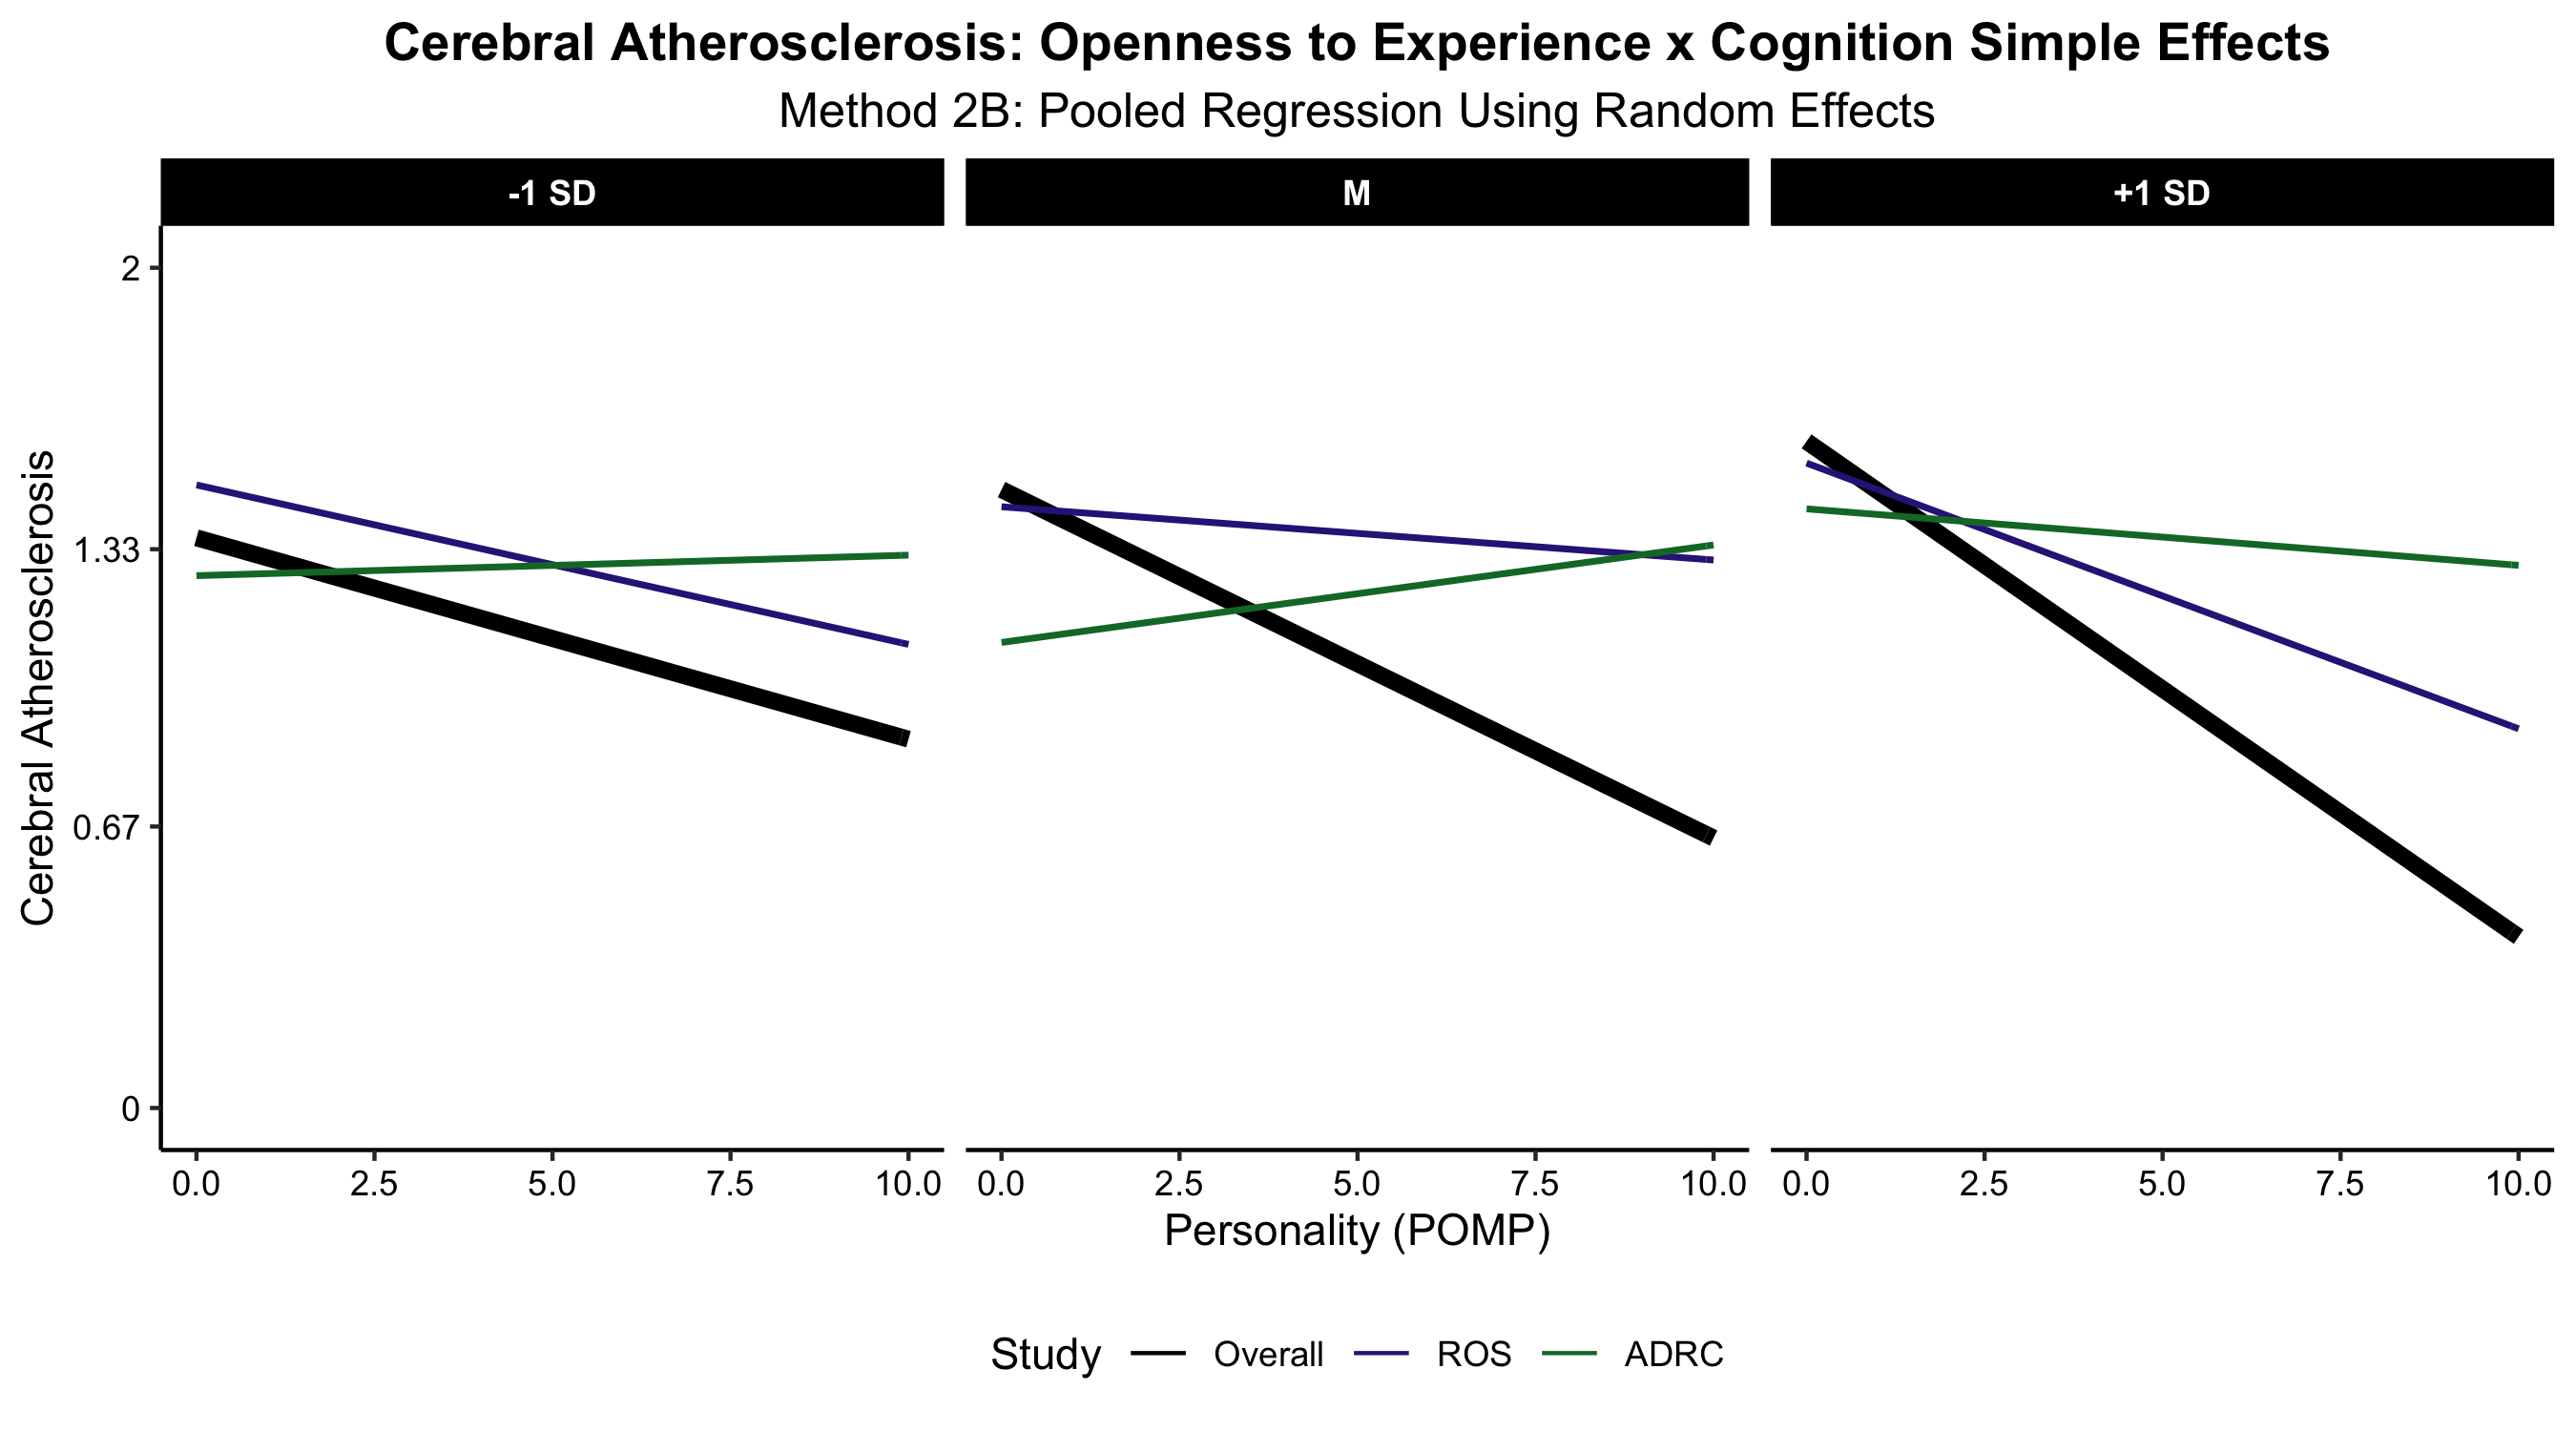 Cerebral Atherosclerosis: Openness to Experience x Cognition Simple Effects
Method 2B: Pooled Regression Using Random Effects
-1 SD
M
+1 SD
Cerebral Atherosclerosis
2
1.33
0.67
0
0.0 2.5 5.0 7.5 10.0
0.0 2.5 5.0 7.5 10.0
0.0 2.5 5.0 7.5 10.0
Personality (POMP)
Study Overall ROS ADRC